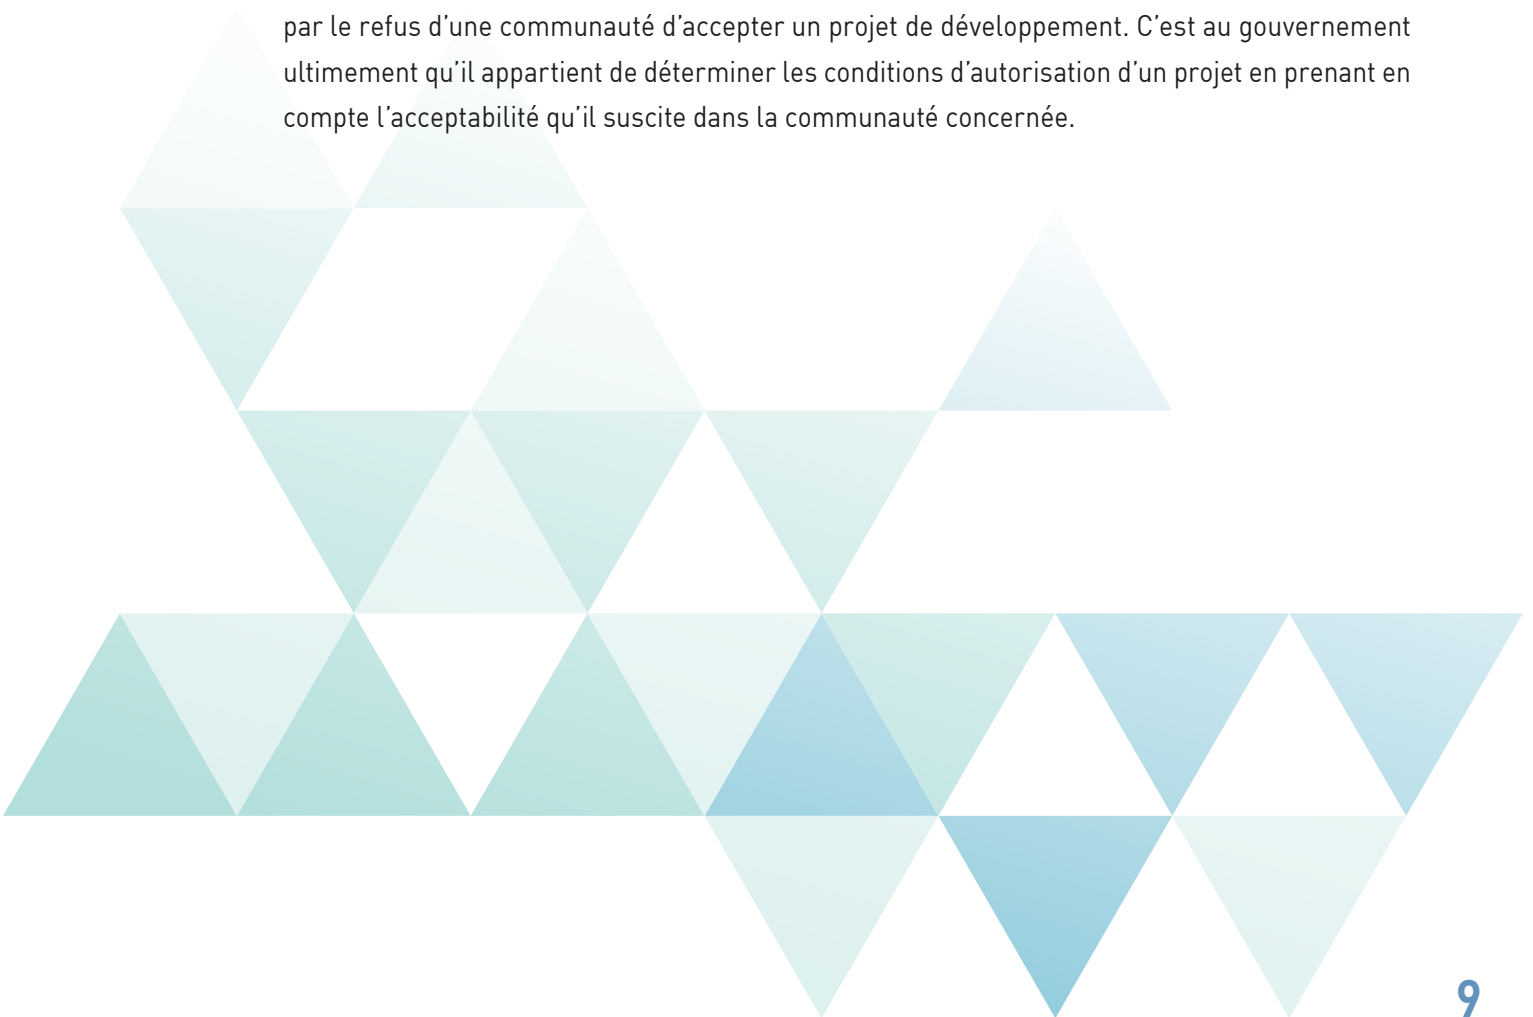 par le refus d’une communauté d’accepter un projet de développement. C’est au gouvernement
ultimement qu’il appartient de déterminer les conditions d’autorisation d’un projet en prenant en
compte l’acceptabilité qu’il suscite dans la communauté concernée.
9